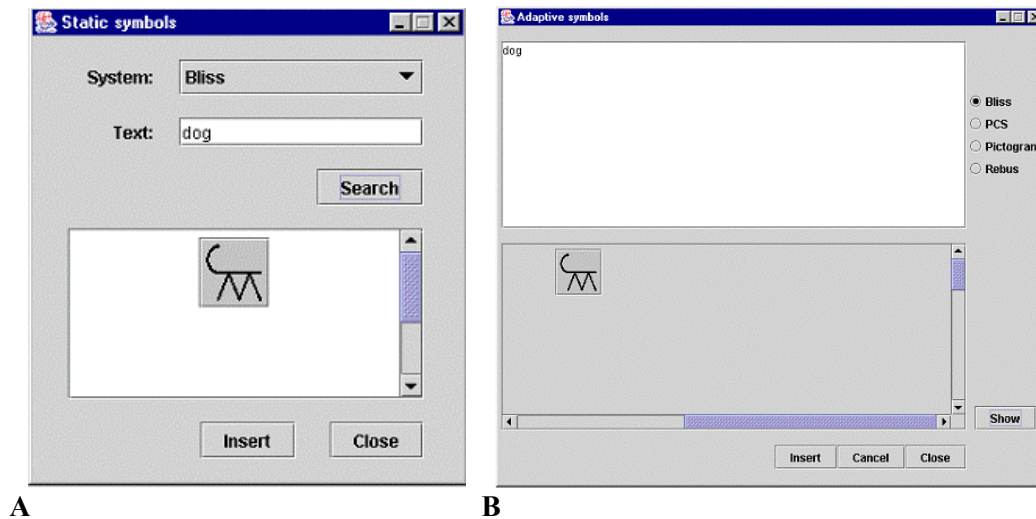 Static symbols
System: Bliss
Text: dog
Search
Insert Close
A
Adaptive symbols
dog
Bliss
PCS
Pictogram
Rebus
Show
Insert Cancel Close
B